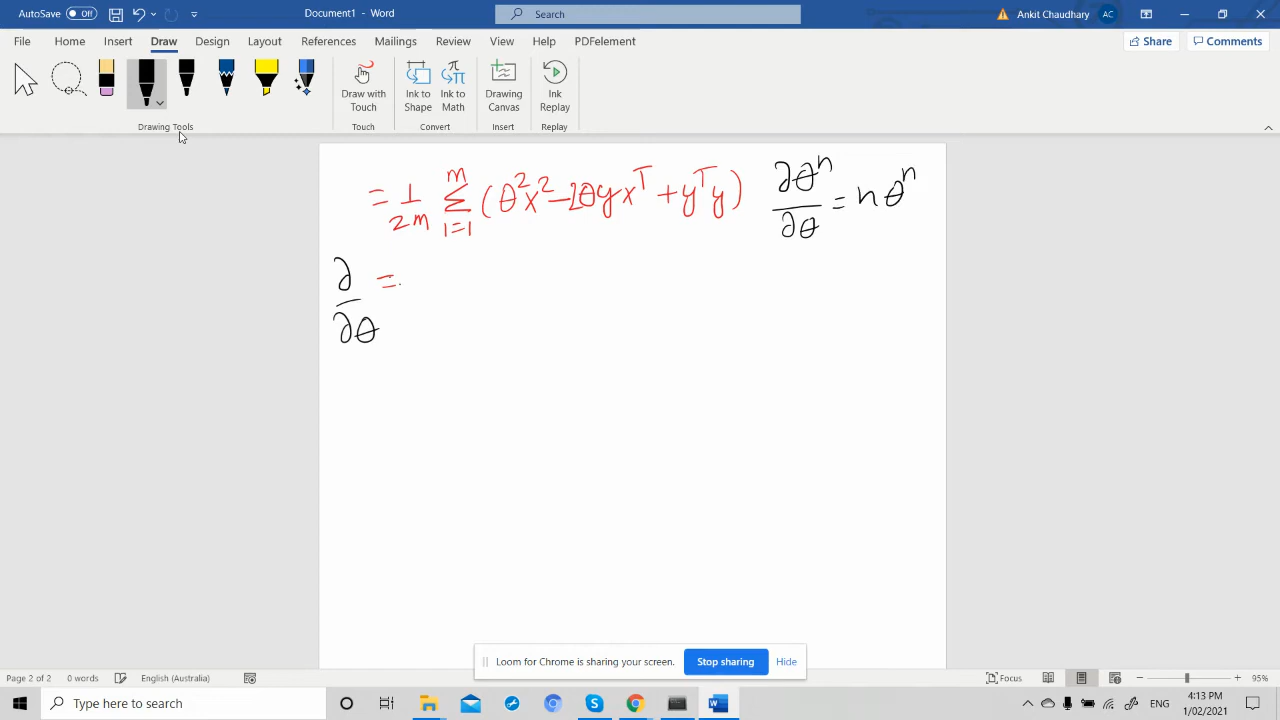 AutoSave Off Document1 - Word Search Ankit Chaudhary AC
File Home Insert Draw Design Layout References Mailings Review View Help PDFelement Share Comments
Draw with Touch Ink to Shape Ink to Math Drawing Canvas Ink Replay
Drawing Tools Touch Convert Insert Replay
= 1/2m Σ_{i=1}^{m} (θ²x² - 2θyxᵀ + yᵀy) ∂θⁿ/∂θ = nθⁿ
∂/∂θ =
Loom for Chrome is sharing your screen. Stop sharing Hide
Page 2 of 2 0 words English (Australia) Focus 95%
Type here to search ENG 4:13 PM
1/02/2021